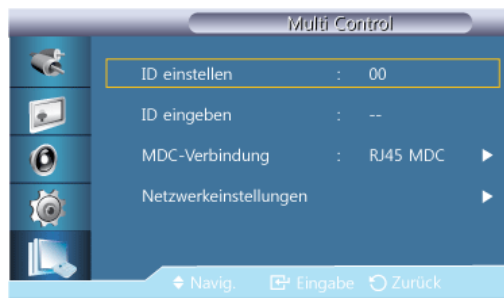 Multi Control
ID einstellen : 00
ID eingeben : --
MDC-Verbindung : RJ45 MDC
Netzwerkeinstellungen
Navig. Eingabe Zurück